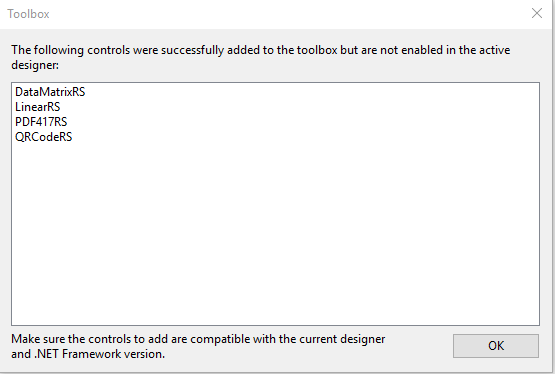 Toolbox
The following controls were successfully added to the toolbox but are not enabled in the active
designer:
DataMatrixRS
LinearRS
PDF417RS
QRCodeRS
Make sure the controls to add are compatible with the current designer
and .NET Framework version.
OK